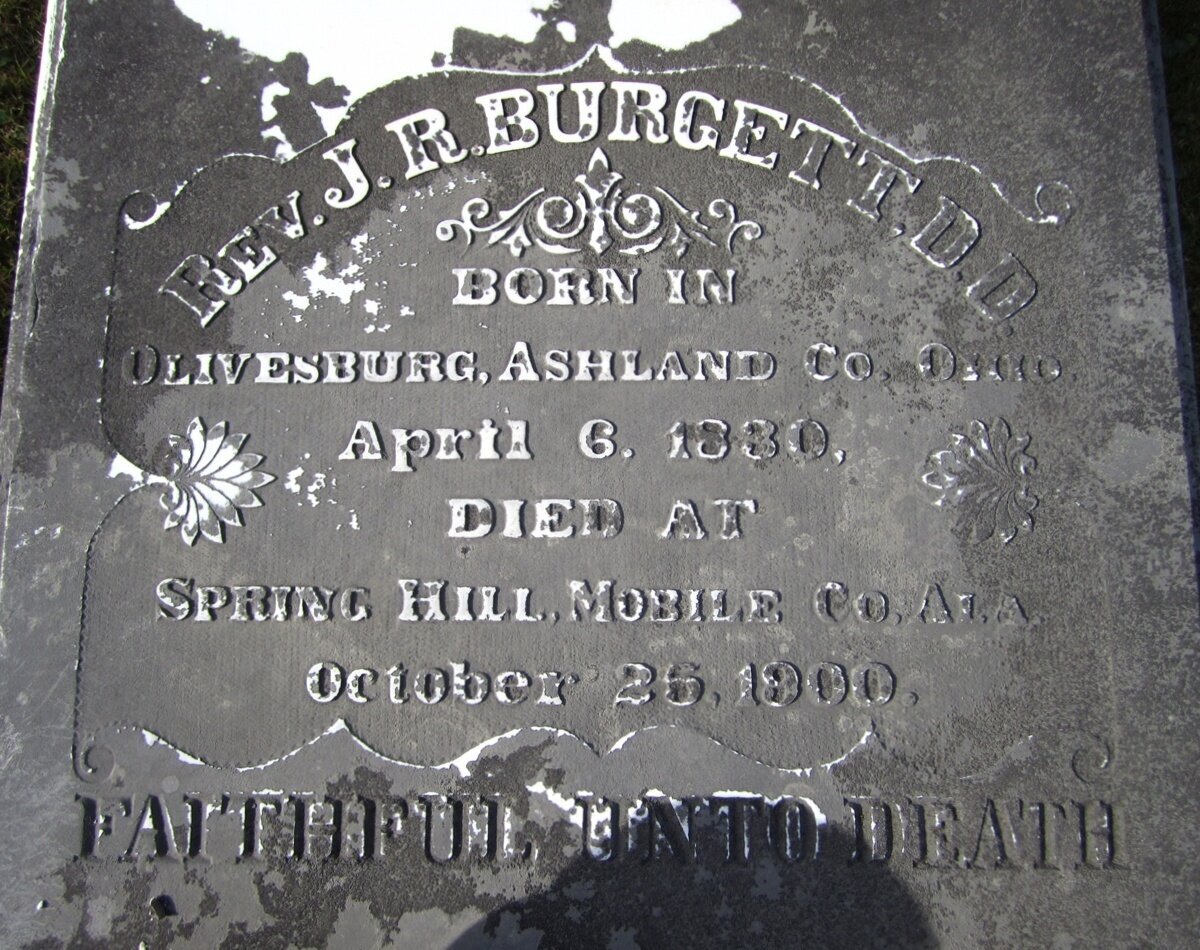 REV. J. R. BURGETT, D. D.
BORN IN
OLIVESBURG, ASHLAND CO. OHIO.
April 6. 1830,
DIED AT
SPRING HILL, MOBILE CO, ALA.
October 25, 1900.
FAITHFUL UNTO DEATH